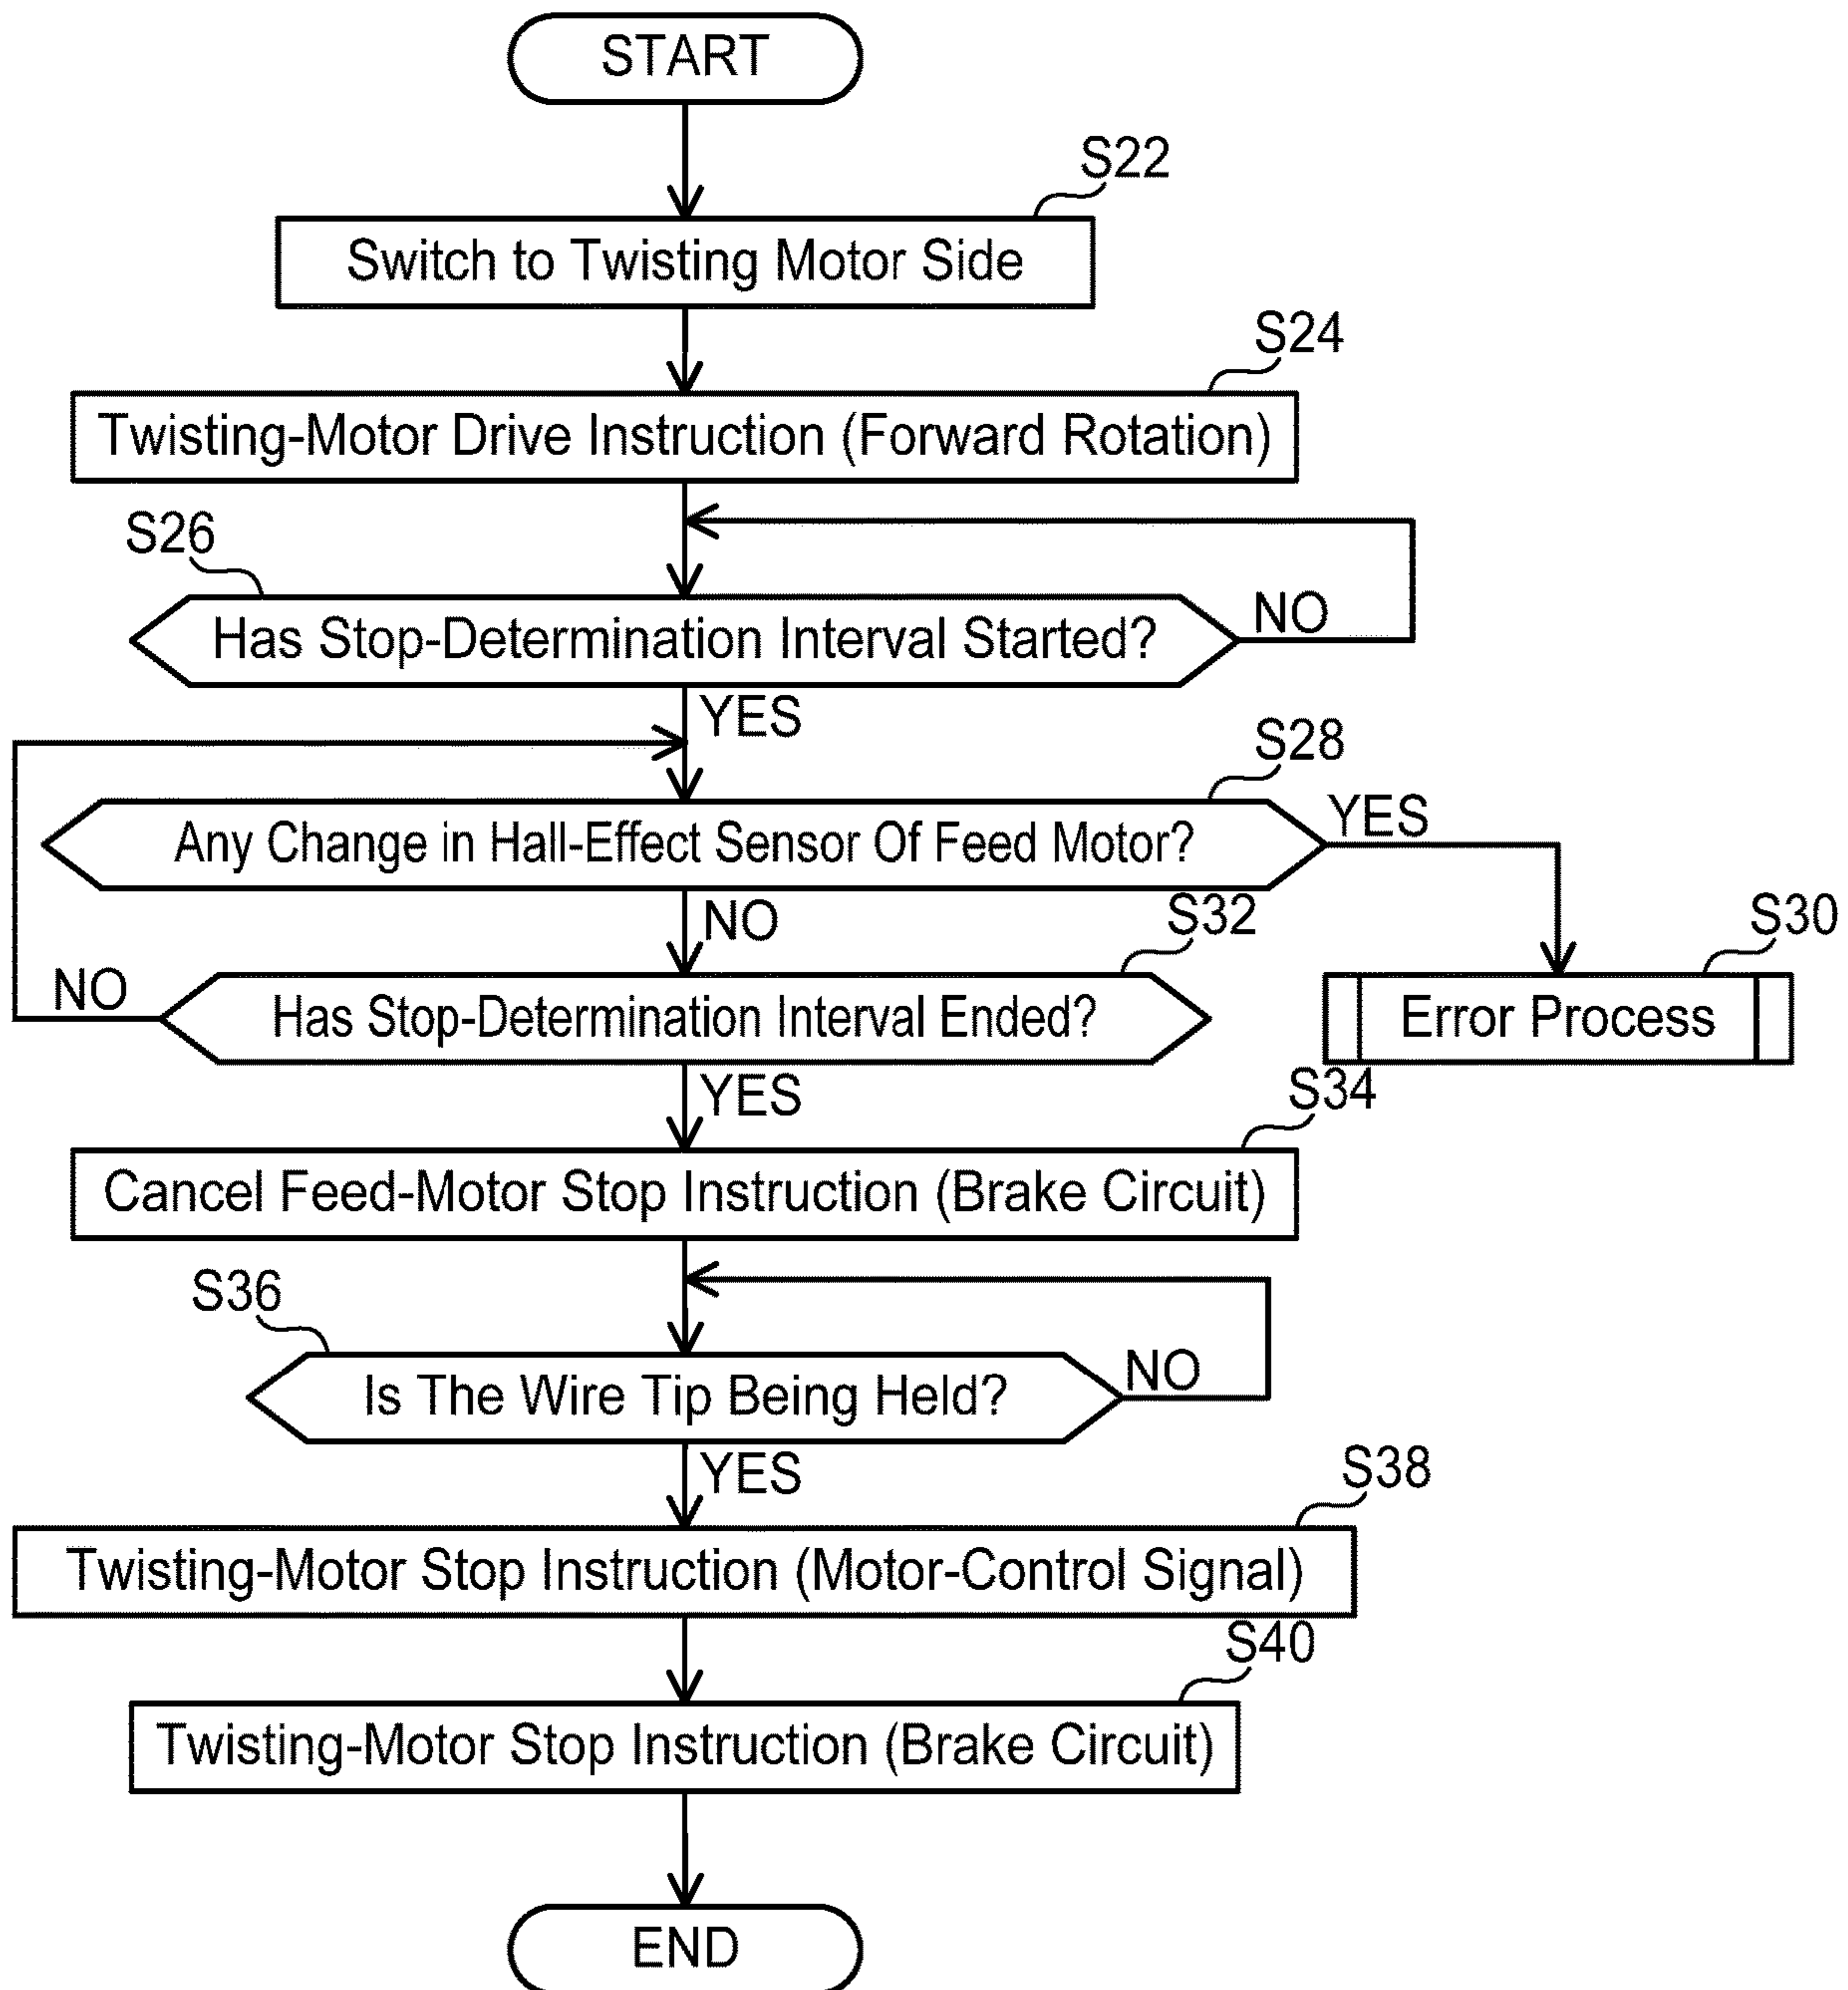 START
S22
Switch to Twisting Motor Side
S24
Twisting-Motor Drive Instruction (Forward Rotation)
S26
Has Stop-Determination Interval Started?
NO
YES
S28
Any Change in Hall-Effect Sensor Of Feed Motor?
YES
NO
S32
S30
NO
Has Stop-Determination Interval Ended?
Error Process
YES
S34
Cancel Feed-Motor Stop Instruction (Brake Circuit)
S36
Is The Wire Tip Being Held?
NO
YES
S38
Twisting-Motor Stop Instruction (Motor-Control Signal)
S40
Twisting-Motor Stop Instruction (Brake Circuit)
END